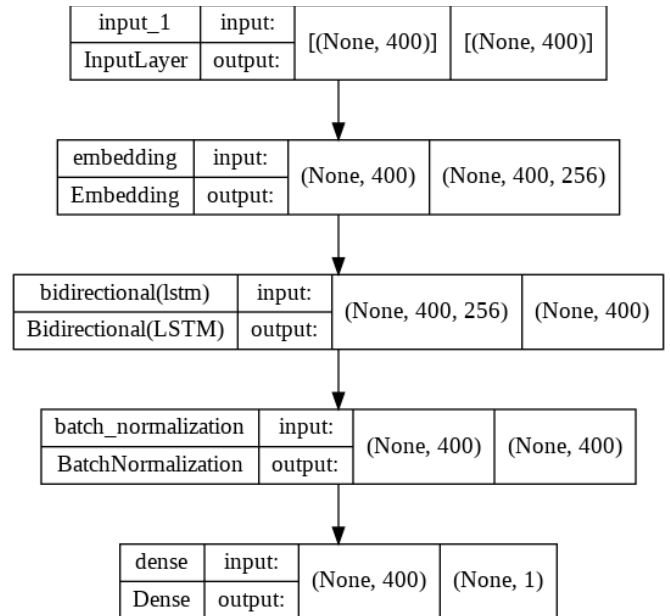 input_1 input: [(None, 400)] [(None, 400)]
InputLayer output:
embedding input: (None, 400) (None, 400, 256)
Embedding output:
bidirectional(lstm) input: (None, 400, 256) (None, 400)
Bidirectional(LSTM) output:
batch_normalization input: (None, 400) (None, 400)
BatchNormalization output:
dense input: (None, 400) (None, 1)
Dense output: